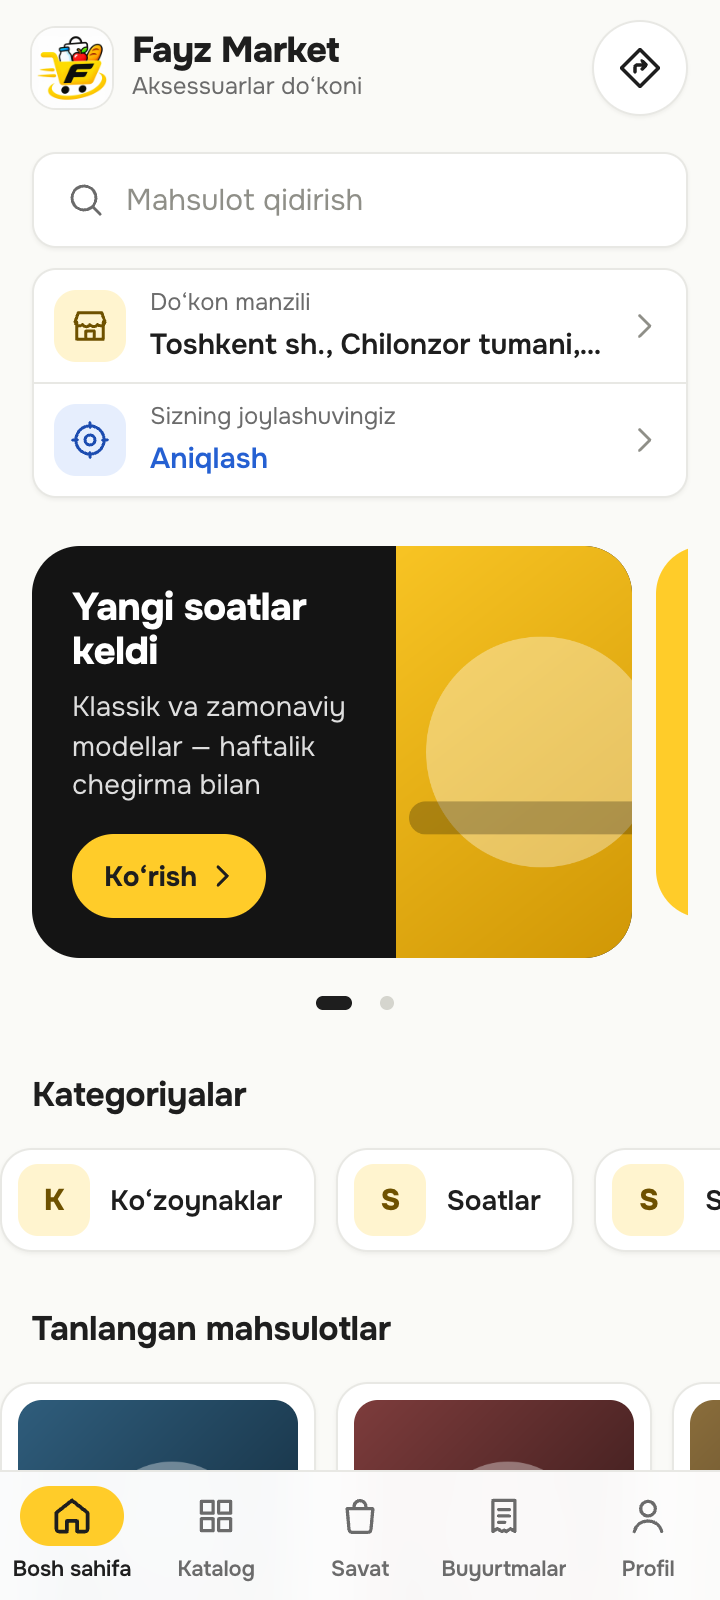 F
Fayz Market
Aksessuarlar do‘koni
Mahsulot qidirish
Do‘kon manzili
Toshkent sh., Chilonzor tumani,...
Sizning joylashuvingiz
Aniqlash
Yangi soatlar
keldi
Klassik va zamonaviy
modellar – haftalik
chegirma bilan
Ko‘rish
Kategoriyalar
K Ko‘zoynaklar
S Soatlar
S S
Tanlangan mahsulotlar
Bosh sahifa
Katalog
Savat
Buyurtmalar
Profil